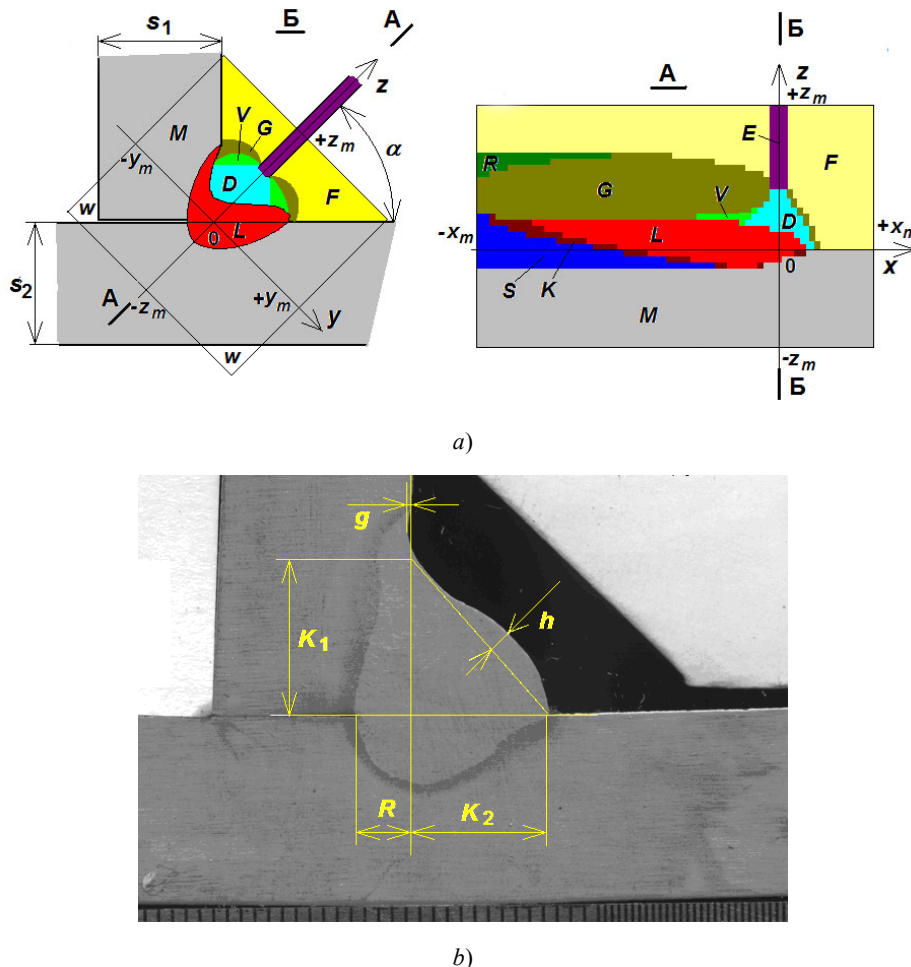 s1
Б
А
z
V
G
M
-ym
+zm
α
D
F
w
0
L
s2
А
-zm
+ym
y
w
Б
А
z
+zm
E
F
R
G
V
-xm
D
+xm
L
0
x
S
K
M
-zm
Б
a)
g
K1
h
R
K2
b)